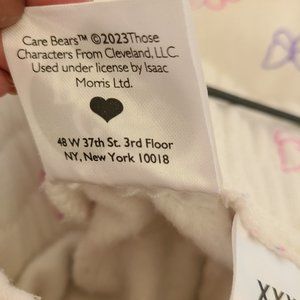 Care Bears™ ©2023Those
Characters From Cleveland, LLC.
Used under license by Isaac
Morris Ltd.
48 W 37th St. 3rd Floor
NY, New York 10018